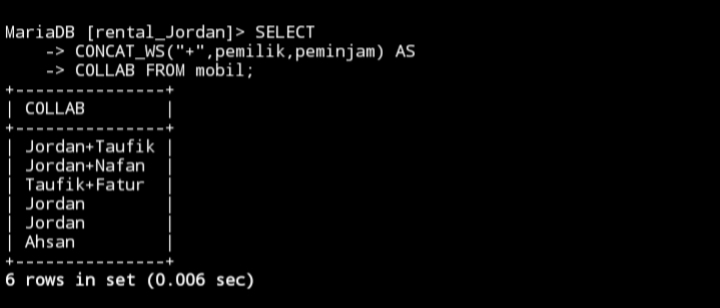 MariaDB [rental_Jordan]> SELECT
    -> CONCAT_WS("+",pemilik,peminjam) AS
    -> COLLAB FROM mobil;
+---------------+
| COLLAB        |
+---------------+
| Jordan+Taufik |
| Jordan+Nafan  |
| Taufik+Fatur  |
| Jordan        |
| Jordan        |
| Ahsan         |
+---------------+
6 rows in set (0.006 sec)